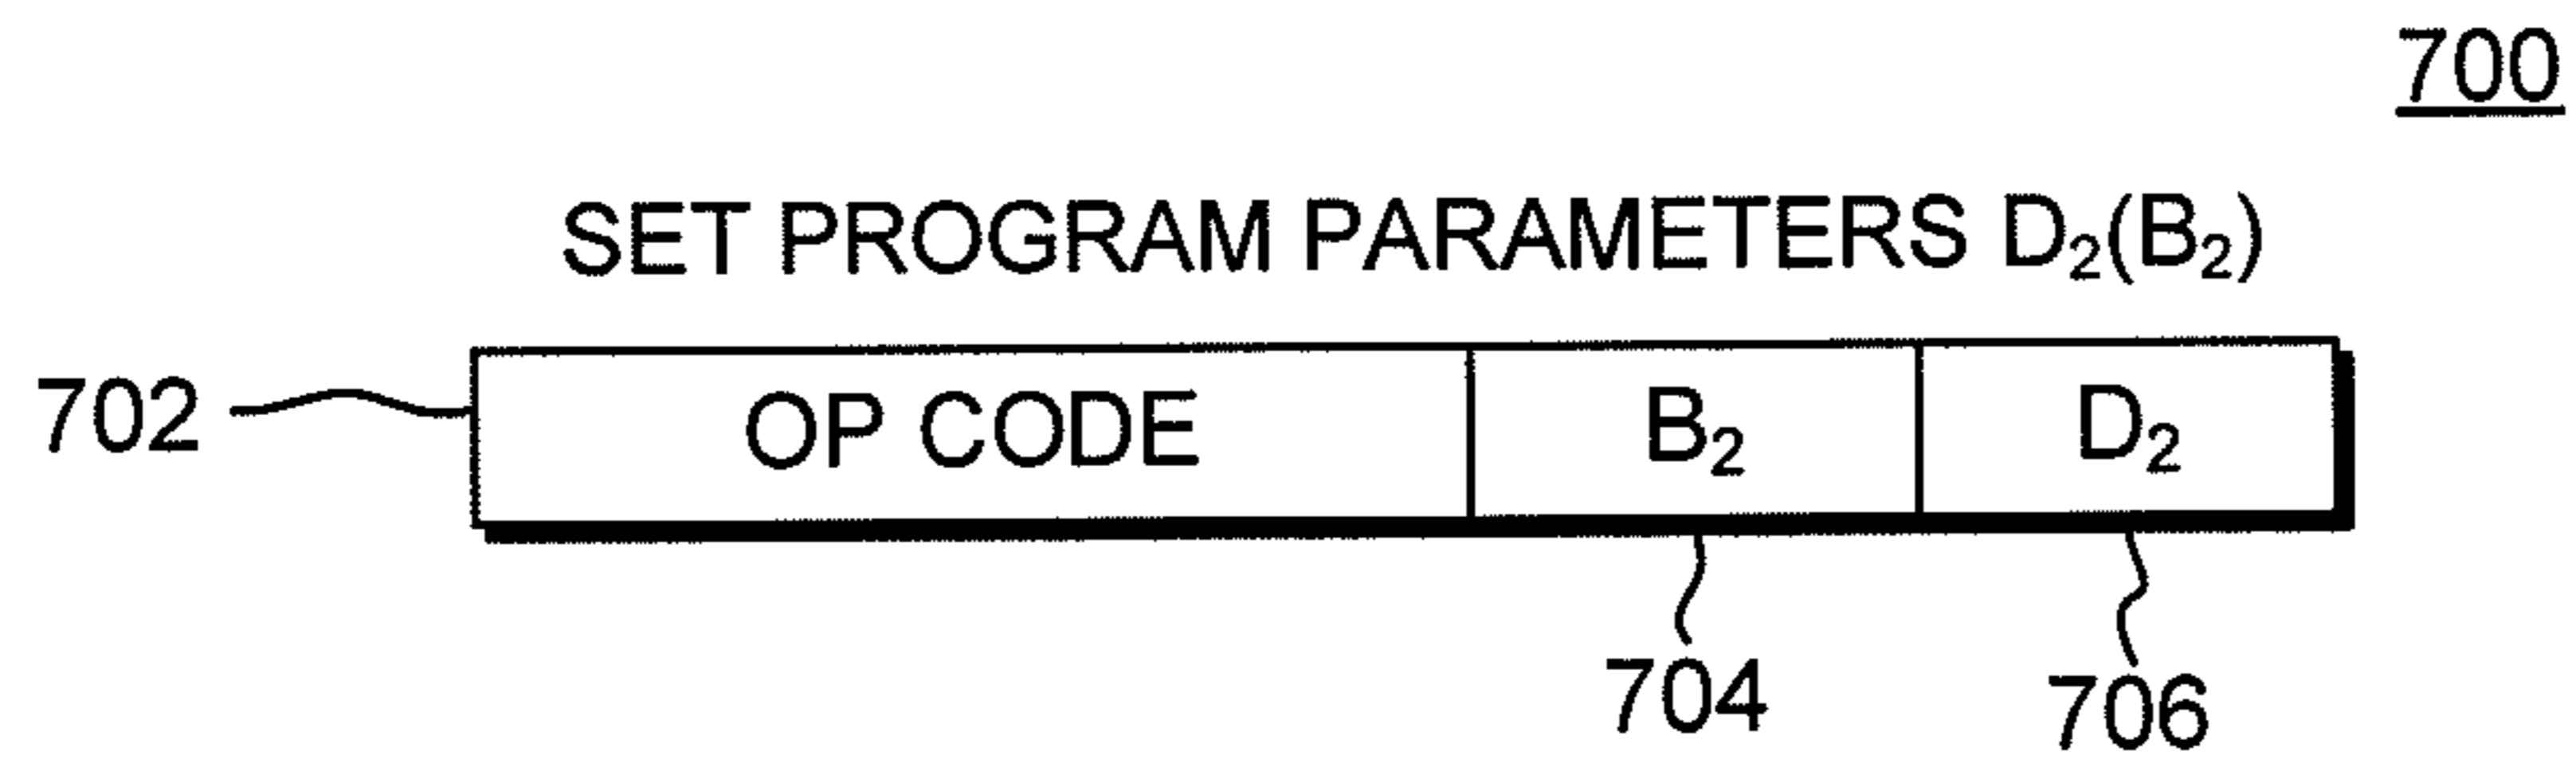 700
SET PROGRAM PARAMETERS D₂(B₂)
702 OP CODE B₂ D₂
704 706